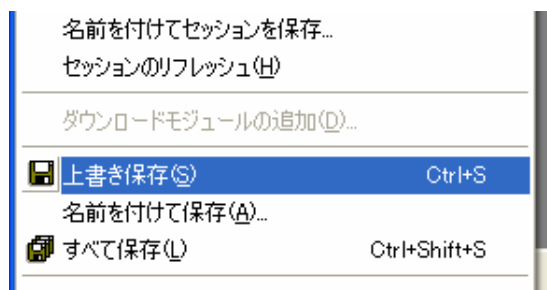 名前を付けてセッションを保存...
セッションのリフレッシュ(H)
ダウンロードモジュールの追加(D)...
上書き保存(S) Ctrl+S
名前を付けて保存(A)...
すべて保存(L) Ctrl+Shift+S